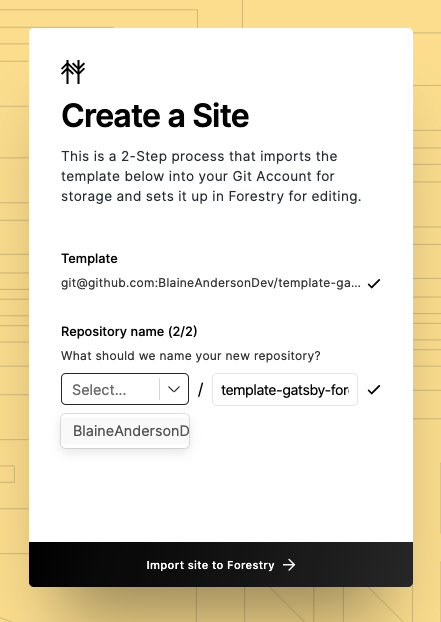 Create a Site
This is a 2-Step process that imports the
template below into your Git Account for
storage and sets it up in Forestry for editing.
Template
git@github.com:BlaineAndersonDev/template-ga...
Repository name (2/2)
What should we name your new repository?
Select... / template-gatsby-for
BlaineAndersonD
Import site to Forestry →